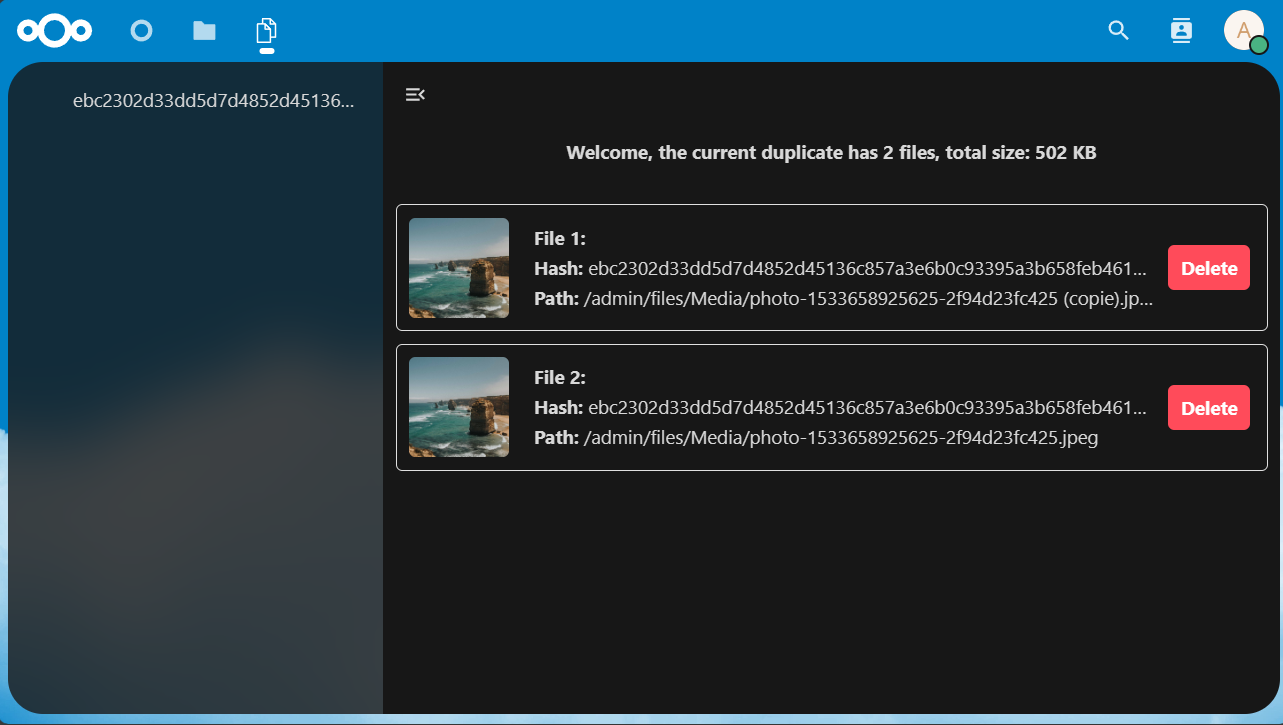 A
ebc2302d33dd5d7d4852d45136...
Welcome, the current duplicate has 2 files, total size: 502 KB
File 1:
Hash: ebc2302d33dd5d7d4852d45136c857a3e6b0c93395a3b658feb461...
Path: /admin/files/Media/photo-1533658925625-2f94d23fc425 (copie).jp...
Delete
File 2:
Hash: ebc2302d33dd5d7d4852d45136c857a3e6b0c93395a3b658feb461...
Path: /admin/files/Media/photo-1533658925625-2f94d23fc425.jpeg
Delete